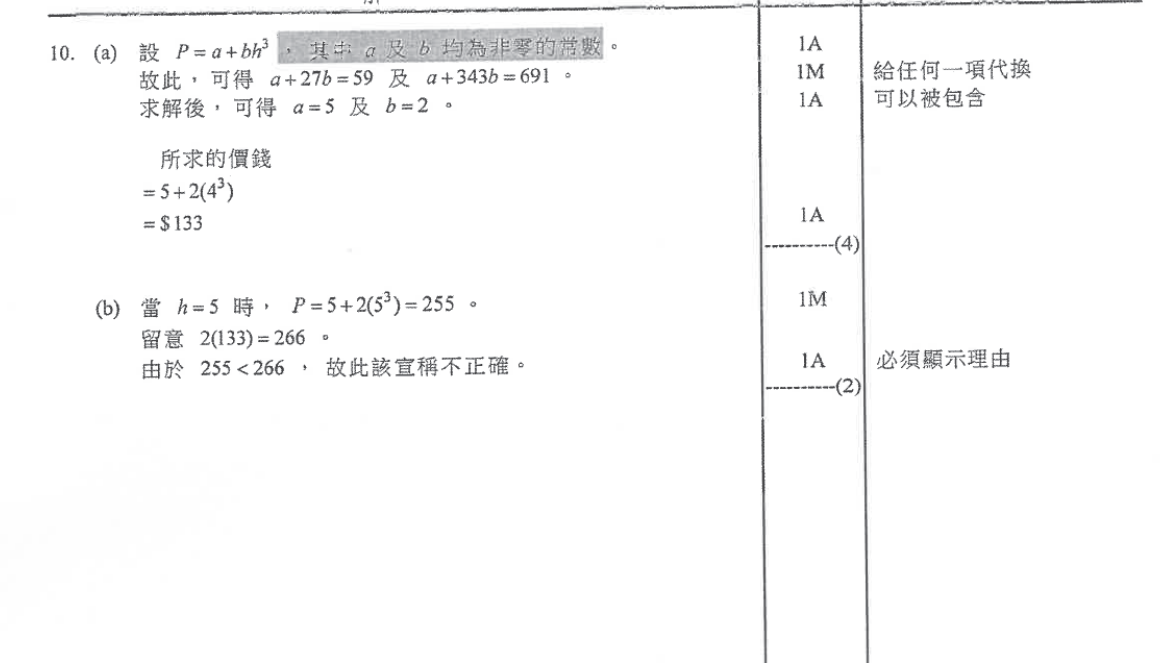 10. (a) 設 P = a + bh³ ，其中 a 及 b 均為非零的常數。 1A
故此，可得 a + 27b = 59 及 a + 343b = 691 。 1M 給任何一項代換
求解後，可得 a = 5 及 b = 2 。 1A 可以被包含
所求的價錢
= 5 + 2(4³)
= $133 1A
----------(4)
(b) 當 h = 5 時， P = 5 + 2(5³) = 255 。 1M
留意 2(133) = 266 。
由於 255 < 266 ， 故此該宣稱不正確。 1A 必須顯示理由
----------(2)